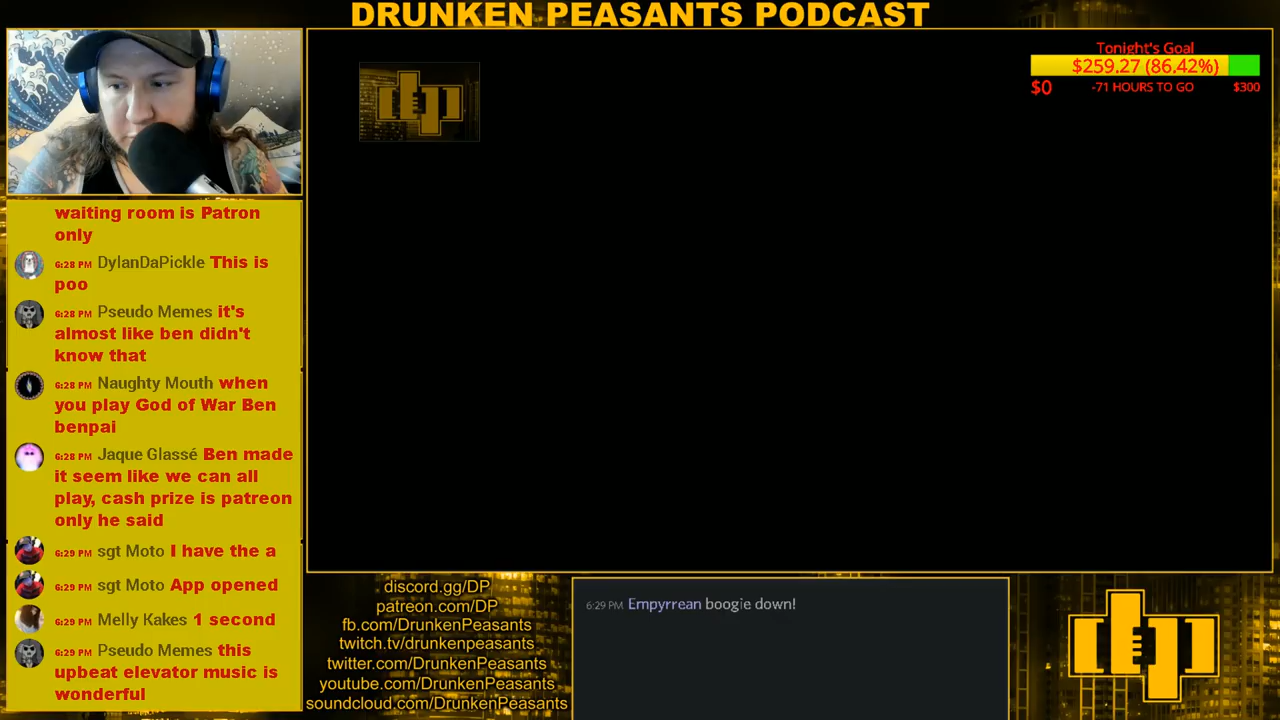 DRUNKEN PEASANTS PODCAST
Tonight's Goal
$259.27 (86.42%)
$0 -71 HOURS TO GO $300
waiting room is Patron
only
6:28 PM DylanDaPickle This is
poo
6:28 PM Pseudo Memes it's
almost like ben didn't
know that
6:28 PM Naughty Mouth when
you play God of War Ben
benpai
6:28 PM Jaque Glassé Ben made
it seem like we can all
play, cash prize is patreon
only he said
6:29 PM sgt Moto I have the a
6:29 PM sgt Moto App opened
6:29 PM Melly Kakes 1 second
6:29 PM Pseudo Memes this
upbeat elevator music is
wonderful
discord.gg/DP
patreon.com/DP
fb.com/DrunkenPeasants
twitch.tv/drunkenpeasants
twitter.com/DrunkenPeasants
youtube.com/DrunkenPeasants
soundcloud.com/DrunkenPeasants
6:29 PM Empyrrean boogie down!